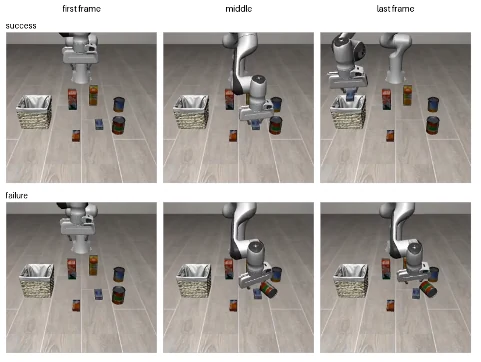 first frame
middle
last frame
success
failure